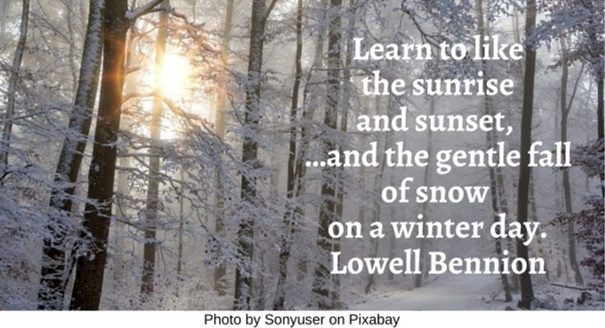 Learn to like
the sunrise
and sunset,
...and the gentle fall
of snow
on a winter day.
Lowell Bennion
Photo by Sonyuser on Pixabay